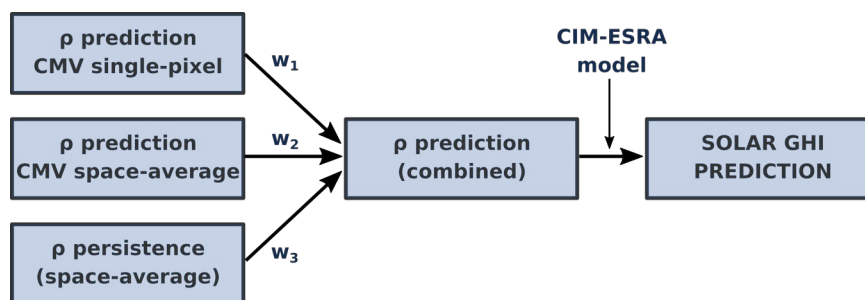 ρ prediction
CMV single-pixel
w₁
ρ prediction
CMV space-average
w₂
ρ persistence
(space-average)
w₃
ρ prediction
(combined)
CIM-ESRA
model
SOLAR GHI
PREDICTION